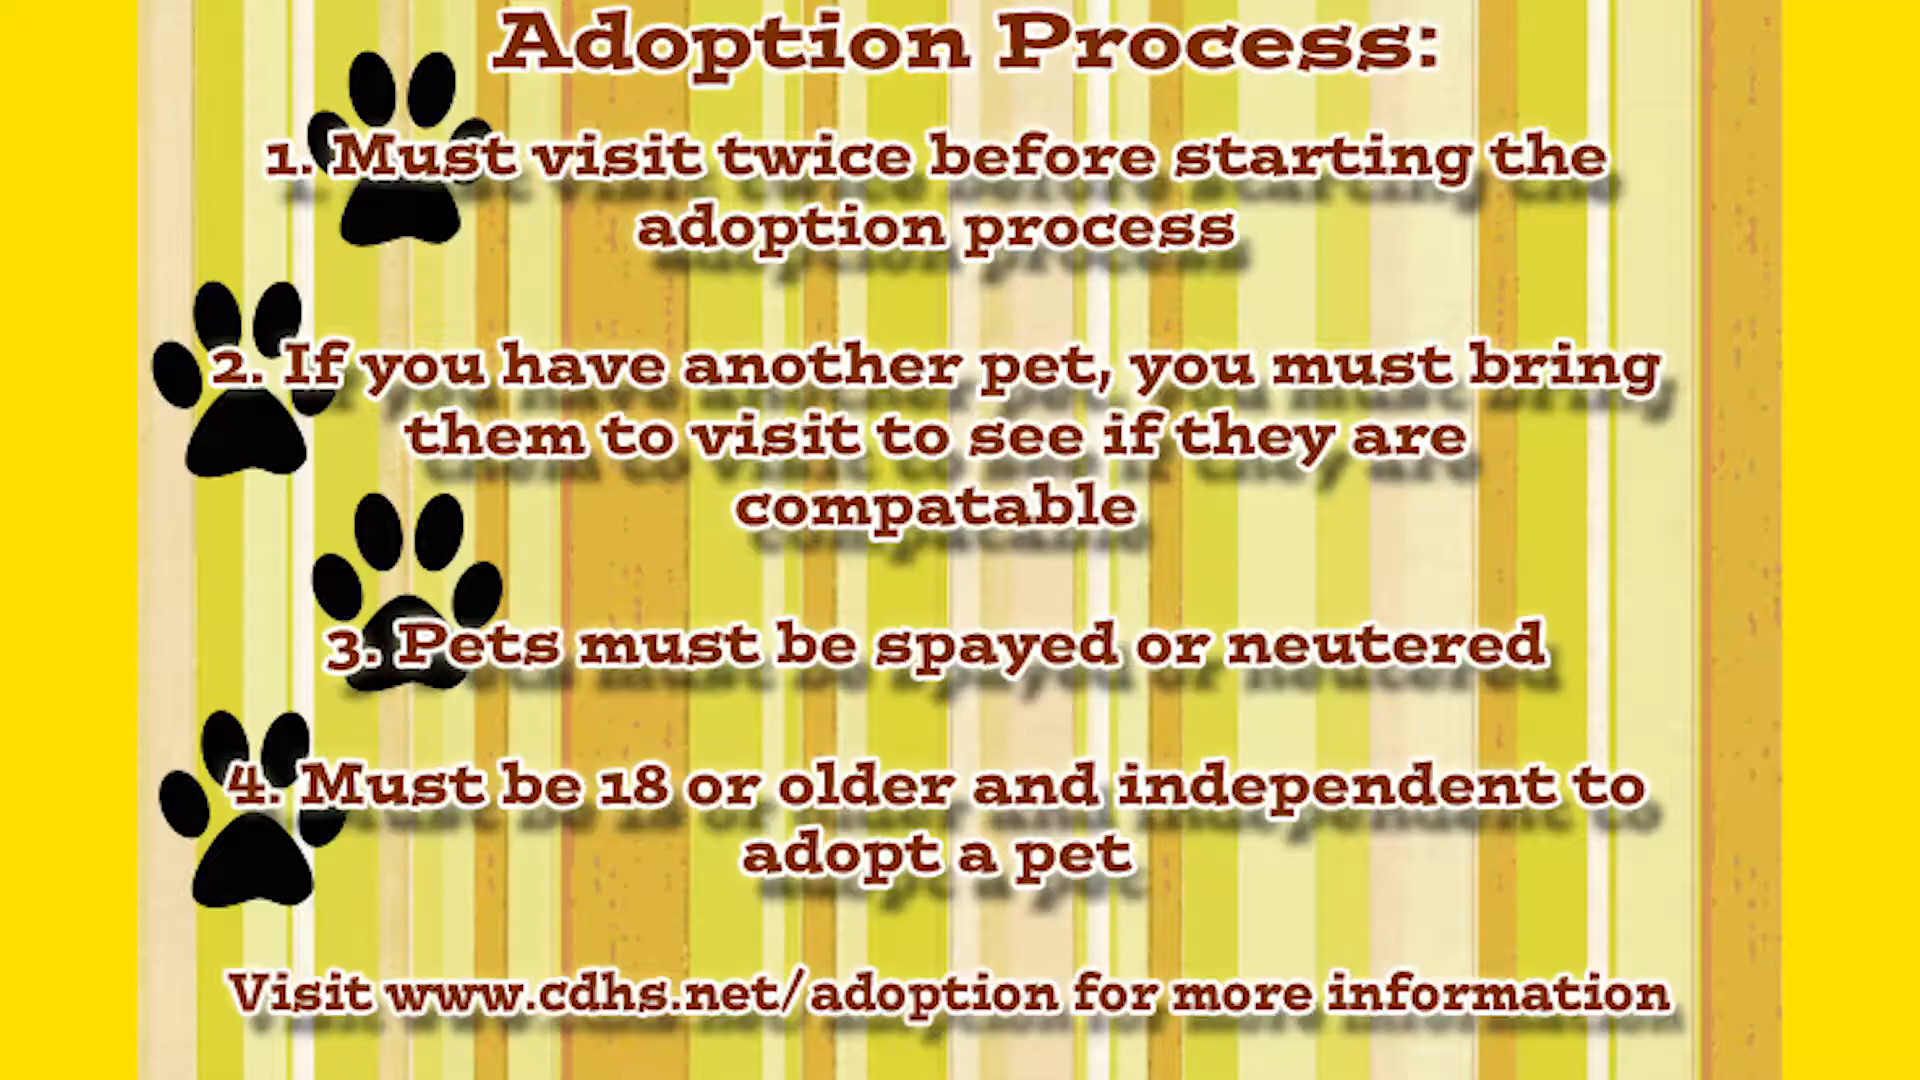 Adoption Process:
1. Must visit twice before starting the
adoption process
2. If you have another pet, you must bring
them to visit to see if they are
compatable
3. Pets must be spayed or neutered
4. Must be 18 or older and independent to
adopt a pet
Visit www.cdhs.net/adoption for more information